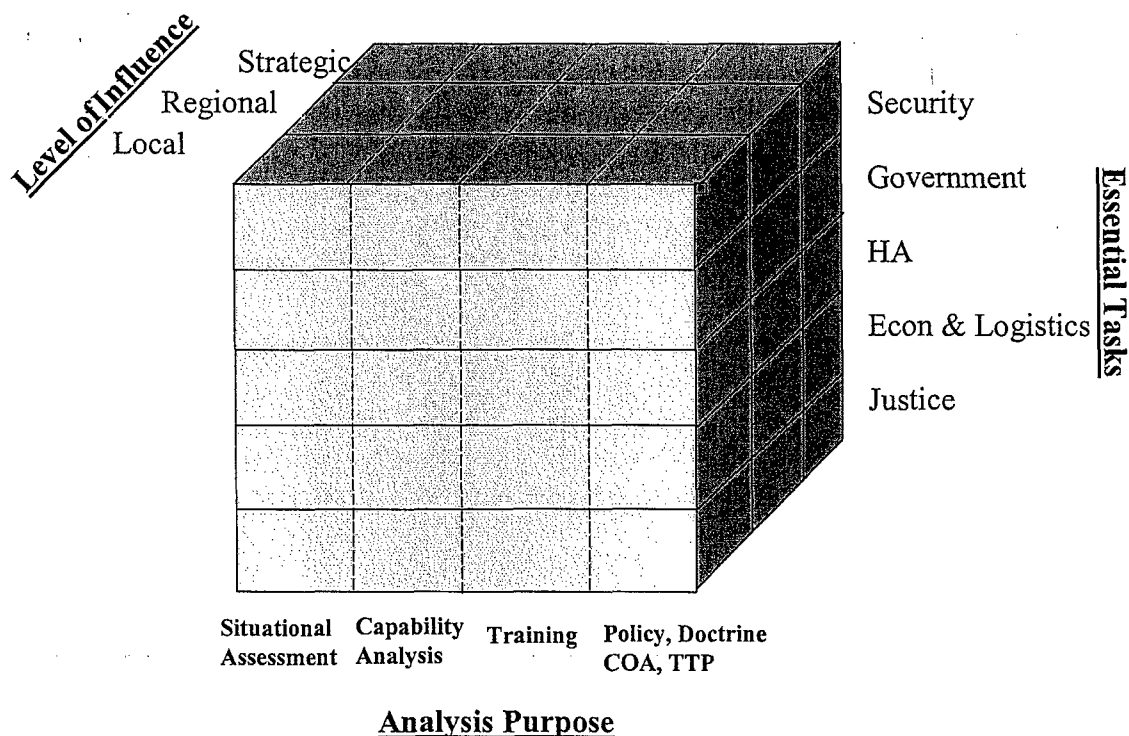 Level of Influence
Strategic
Regional
Local
Security
Government
HA
Econ & Logistics
Justice
Essential Tasks
Situational
Assessment
Capability
Analysis
Training
Policy, Doctrine
COA, TTP
Analysis Purpose